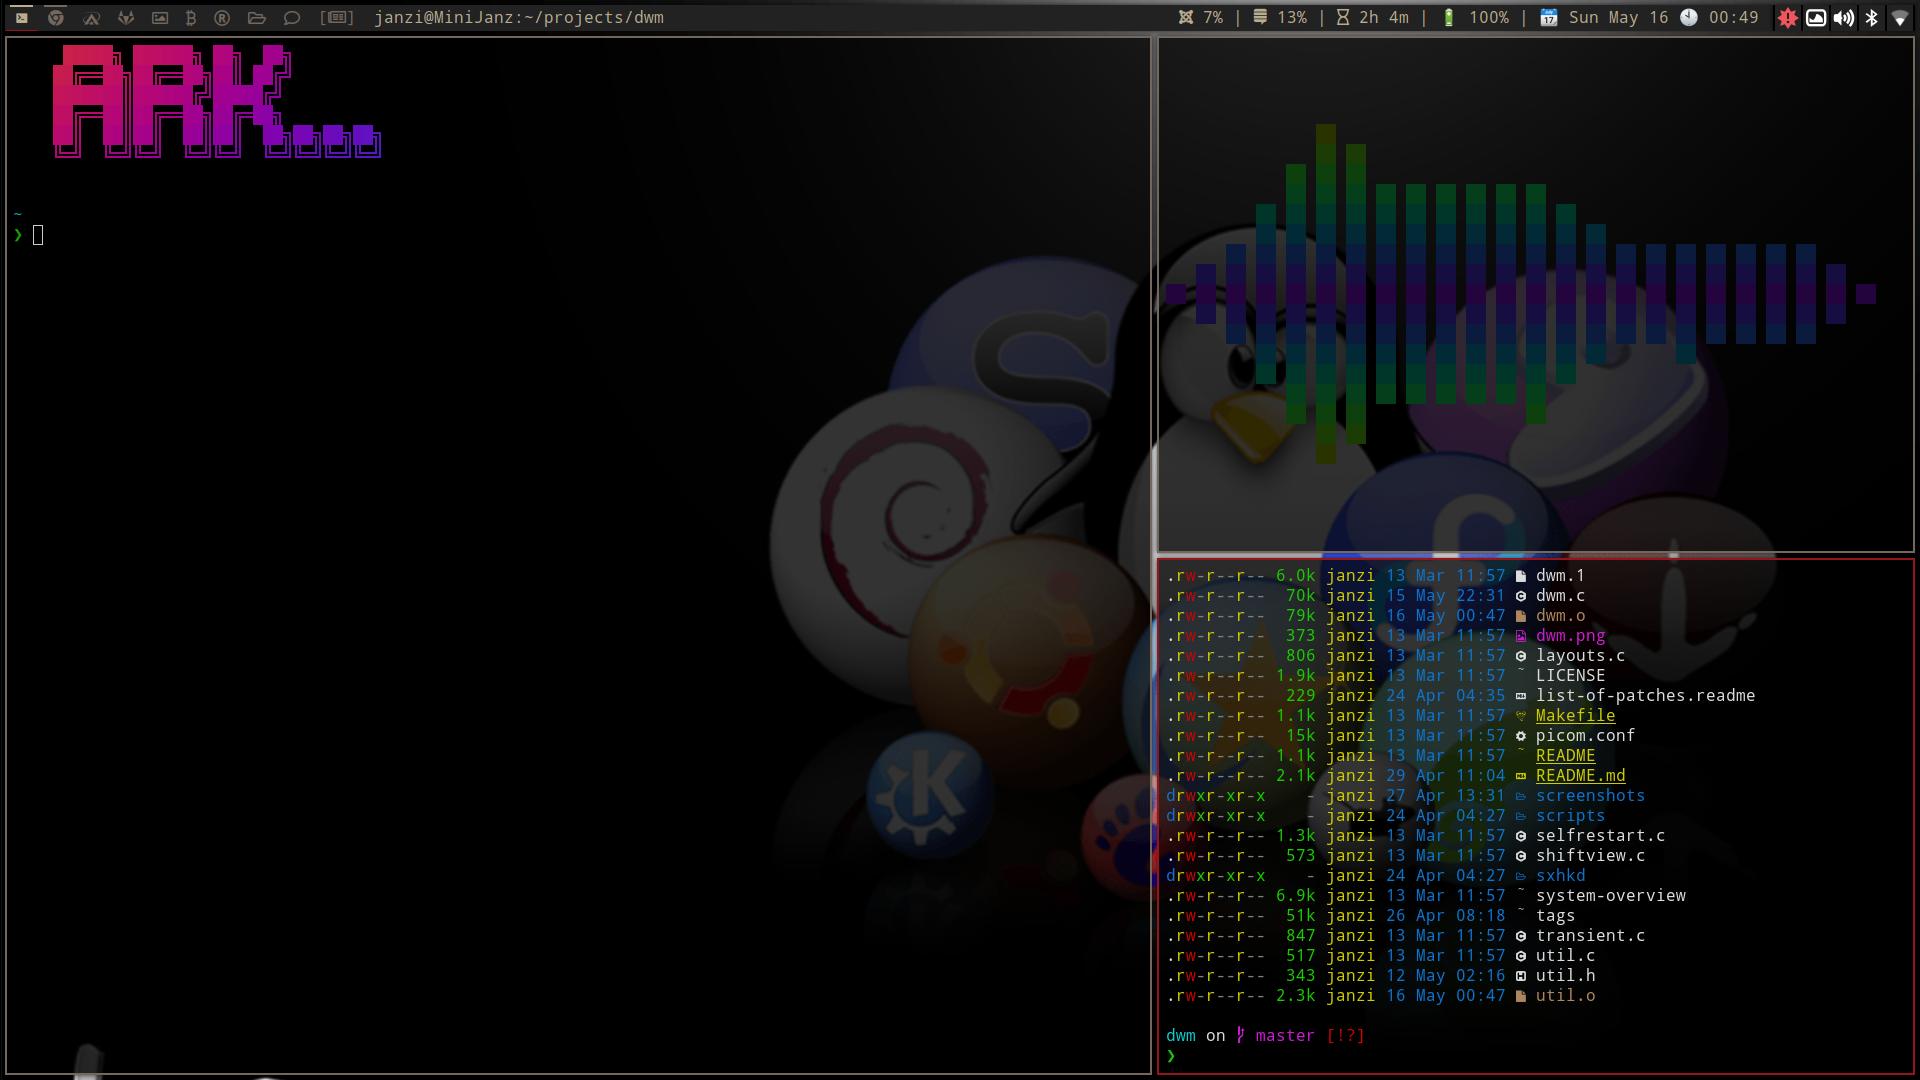 janzi@MiniJanz:~/projects/dwm
7% | 13% | 2h 4m | 100% | Sun May 16 00:49
ARK...
~
❯
.rw-r--r-- 6.0k janzi 13 Mar 11:57 dwm.1
.rw-r--r-- 70k janzi 15 May 22:31 dwm.c
.rw-r--r-- 79k janzi 16 May 00:47 dwm.o
.rw-r--r-- 373 janzi 13 Mar 11:57 dwm.png
.rw-r--r-- 806 janzi 13 Mar 11:57 layouts.c
.rw-r--r-- 1.9k janzi 13 Mar 11:57 LICENSE
.rw-r--r-- 229 janzi 24 Apr 04:35 list-of-patches.readme
.rw-r--r-- 1.1k janzi 13 Mar 11:57 Makefile
.rw-r--r-- 15k janzi 13 Mar 11:57 picom.conf
.rw-r--r-- 1.1k janzi 13 Mar 11:57 README
.rw-r--r-- 2.1k janzi 29 Apr 11:04 README.md
drwxr-xr-x - janzi 27 Apr 13:31 screenshots
drwxr-xr-x - janzi 24 Apr 04:27 scripts
.rw-r--r-- 1.3k janzi 13 Mar 11:57 selfrestart.c
.rw-r--r-- 573 janzi 13 Mar 11:57 shiftview.c
drwxr-xr-x - janzi 24 Apr 04:27 sxhkd
.rw-r--r-- 6.9k janzi 13 Mar 11:57 system-overview
.rw-r--r-- 51k janzi 26 Apr 08:18 tags
.rw-r--r-- 847 janzi 13 Mar 11:57 transient.c
.rw-r--r-- 517 janzi 13 Mar 11:57 util.c
.rw-r--r-- 343 janzi 12 May 02:16 util.h
.rw-r--r-- 2.3k janzi 16 May 00:47 util.o
dwm on master [!?]
❯